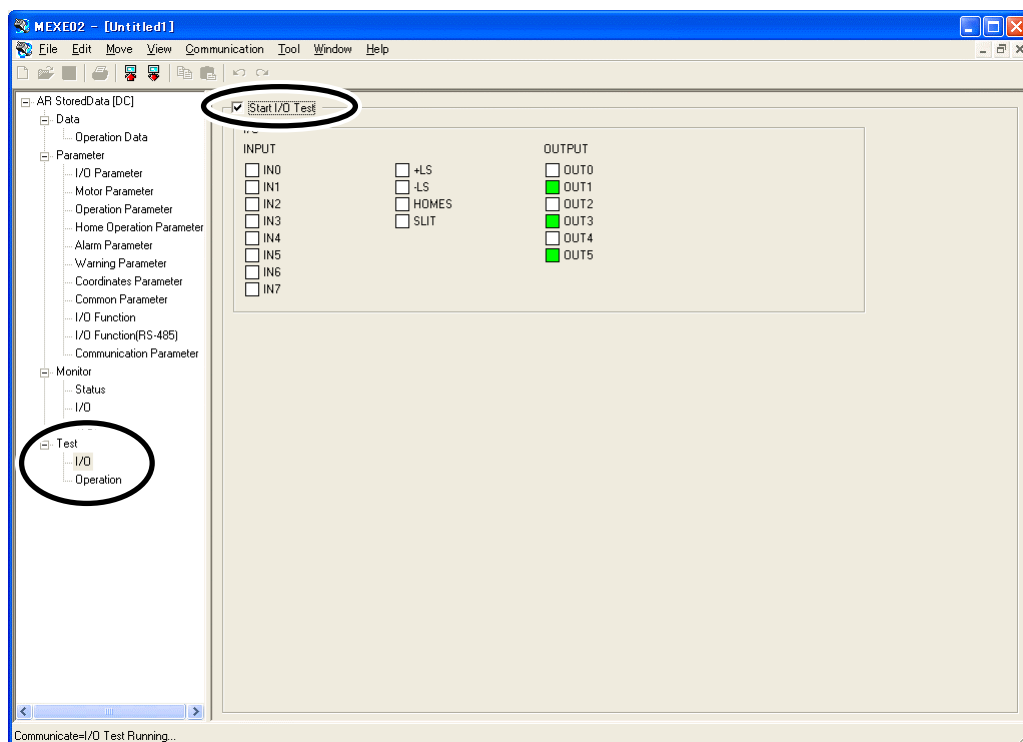 MEXE02 - [Untitled1]
File Edit Move View Communication Tool Window Help
AR StoredData [DC]
Data
Operation Data
Parameter
I/O Parameter
Motor Parameter
Operation Parameter
Home Operation Parameter
Alarm Parameter
Warning Parameter
Coordinates Parameter
Common Parameter
I/O Function
I/O Function(RS-485)
Communication Parameter
Monitor
Status
I/O
Test
I/O
Operation
Start I/O Test
INPUT OUTPUT
IN0 +LS OUT0
IN1 -LS OUT1
IN2 HOMES OUT2
IN3 SLIT OUT3
IN4 OUT4
IN5 OUT5
IN6
IN7
Communicate=I/O Test Running...